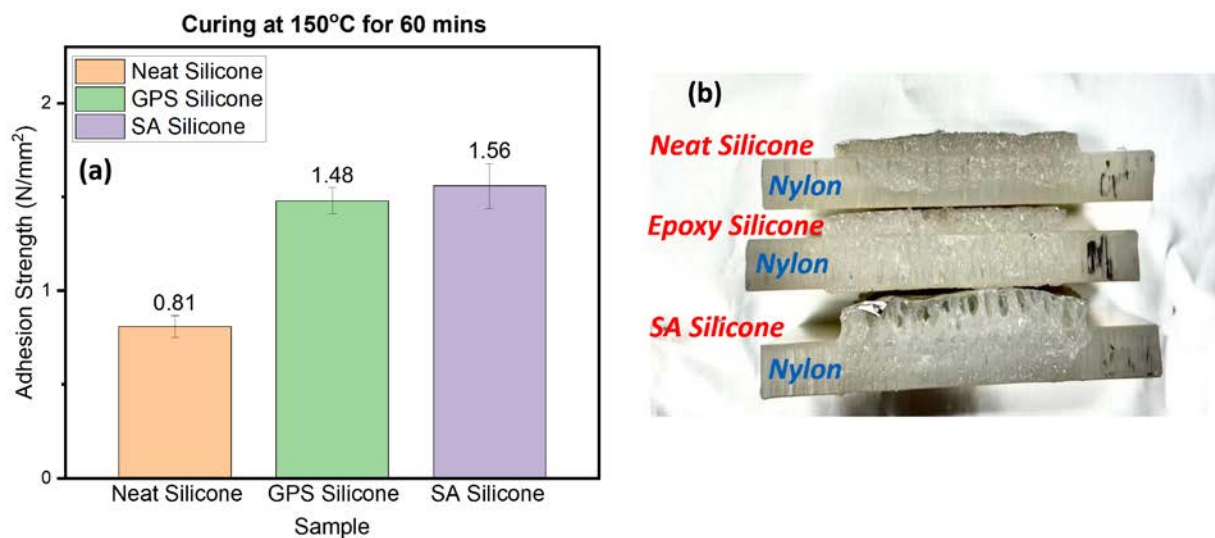 Curing at 150°C for 60 mins
Neat Silicone
GPS Silicone
SA Silicone
(a)
Adhesion Strength (N/mm²)
2
1
0
0.81
1.48
1.56
Neat Silicone GPS Silicone SA Silicone
Sample
(b)
Neat Silicone
Nylon
Epoxy Silicone
Nylon
SA Silicone
Nylon